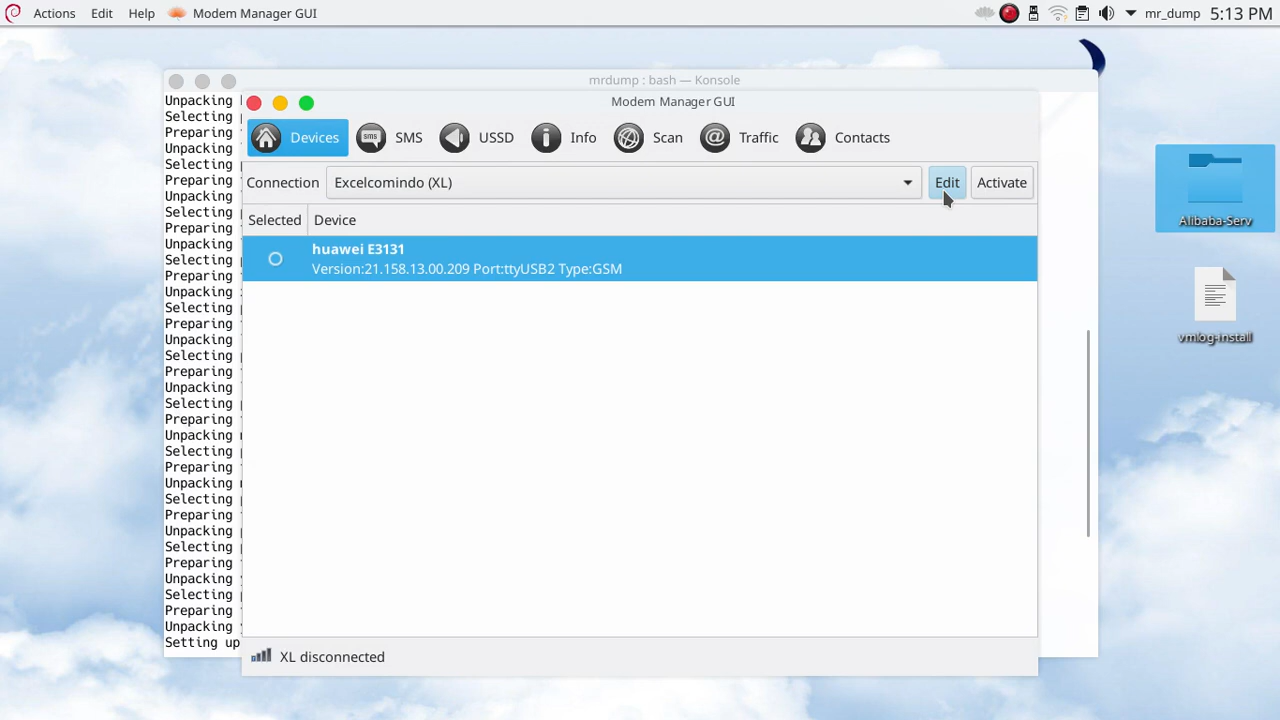 Actions Edit Help Modem Manager GUI mr_dump 5:13 PM
mrdump : bash — Konsole
Modem Manager GUI
Devices SMS USSD Info Scan Traffic Contacts
Connection Excelcomindo (XL) Edit Activate
Selected Device
huawei E3131
Version:21.158.13.00.209 Port:ttyUSB2 Type:GSM
XL disconnected
Unpacking
Selecting
Preparing
Unpacking
Selecting
Preparing
Unpacking
Selecting
Preparing
Unpacking
Selecting
Preparing
Unpacking
Selecting
Preparing
Unpacking
Selecting
Preparing
Unpacking
Selecting
Preparing
Unpacking
Selecting
Preparing
Unpacking
Selecting
Preparing
Unpacking
Selecting
Preparing
Unpacking
Selecting
Preparing
Unpacking
Setting up
Alibaba-Serv
vmlog-install